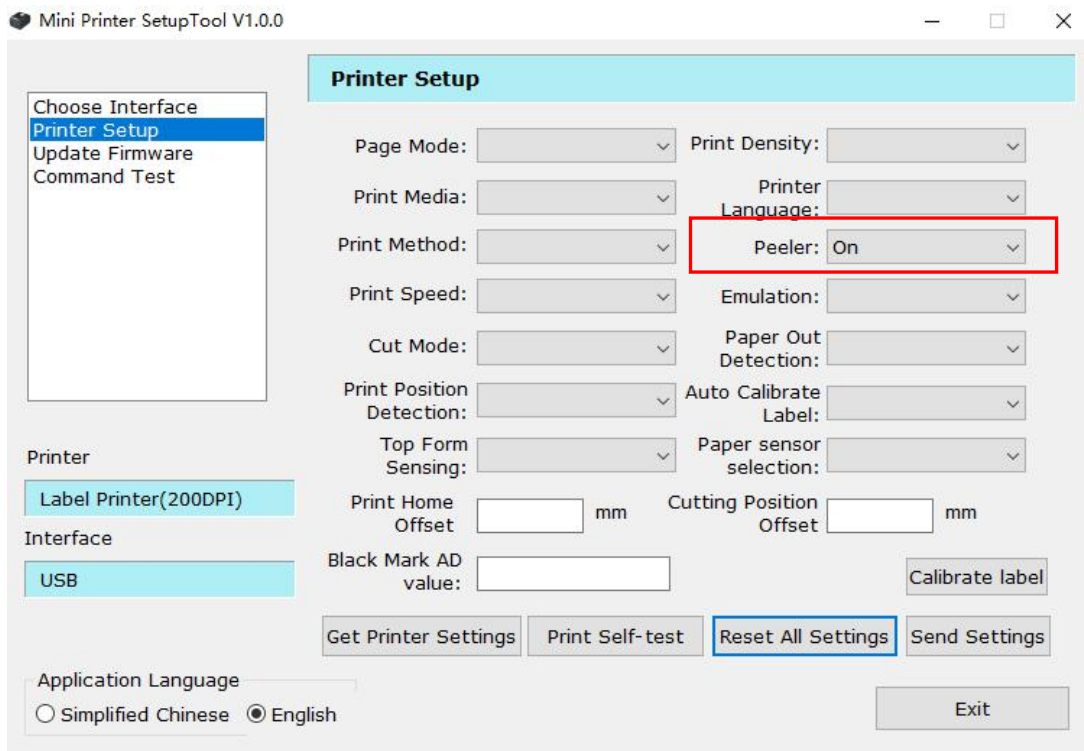 Mini Printer SetupTool V1.0.0
Printer Setup
Choose Interface
Printer Setup
Update Firmware
Command Test
Page Mode:
Print Density:
Print Media:
Printer
Language:
Print Method:
Peeler: On
Print Speed:
Emulation:
Cut Mode:
Paper Out
Detection:
Print Position
Detection:
Auto Calibrate
Label:
Top Form
Sensing:
Paper sensor
selection:
Print Home
Offset
mm
Cutting Position
Offset
mm
Black Mark AD
value:
Calibrate label
Get Printer Settings
Print Self-test
Reset All Settings
Send Settings
Printer
Label Printer(200DPI)
Interface
USB
Application Language
Simplified Chinese
English
Exit